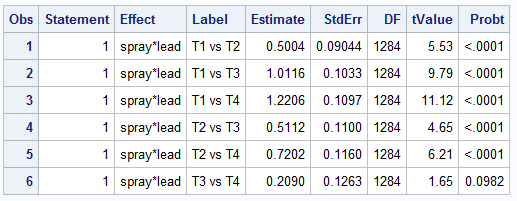 Obs Statement Effect Label Estimate StdErr DF tValue Probt
1 1 spray*lead T1 vs T2 0.5004 0.09044 1284 5.53 <.0001
2 1 spray*lead T1 vs T3 1.0116 0.1033 1284 9.79 <.0001
3 1 spray*lead T1 vs T4 1.2206 0.1097 1284 11.12 <.0001
4 1 spray*lead T2 vs T3 0.5112 0.1100 1284 4.65 <.0001
5 1 spray*lead T2 vs T4 0.7202 0.1160 1284 6.21 <.0001
6 1 spray*lead T3 vs T4 0.2090 0.1263 1284 1.65 0.0982